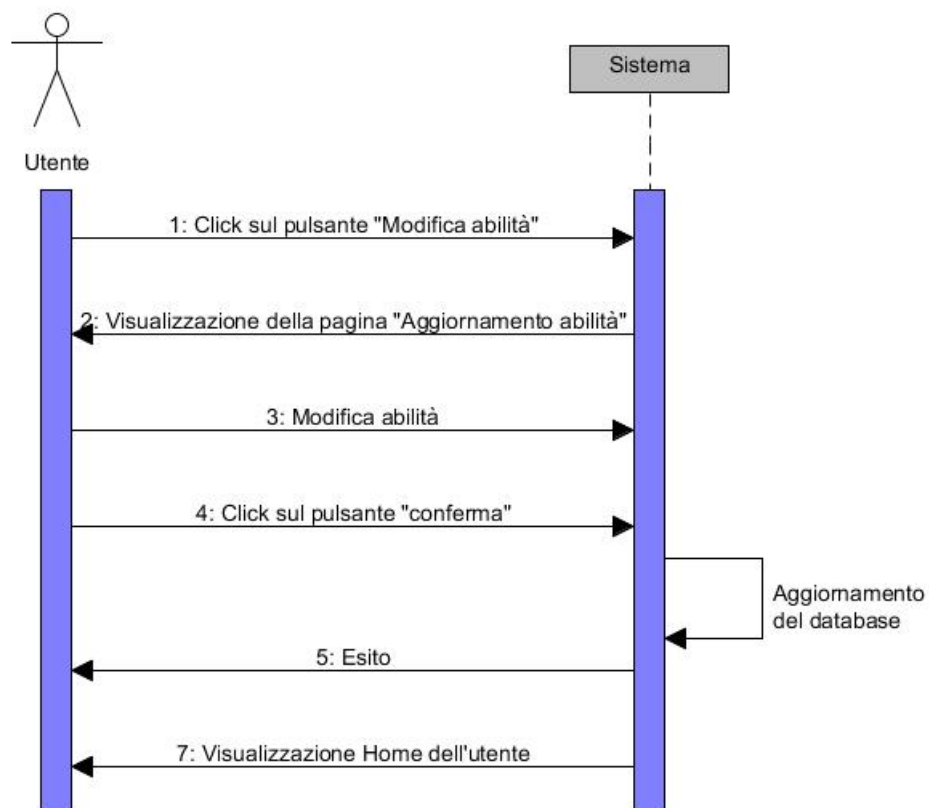 Sistema
Utente
1: Click sul pulsante "Modifica abilità"
2: Visualizzazione della pagina "Aggiornamento abilità"
3: Modifica abilità
4: Click sul pulsante "conferma"
Aggiornamento
del database
5: Esito
7: Visualizzazione Home dell'utente